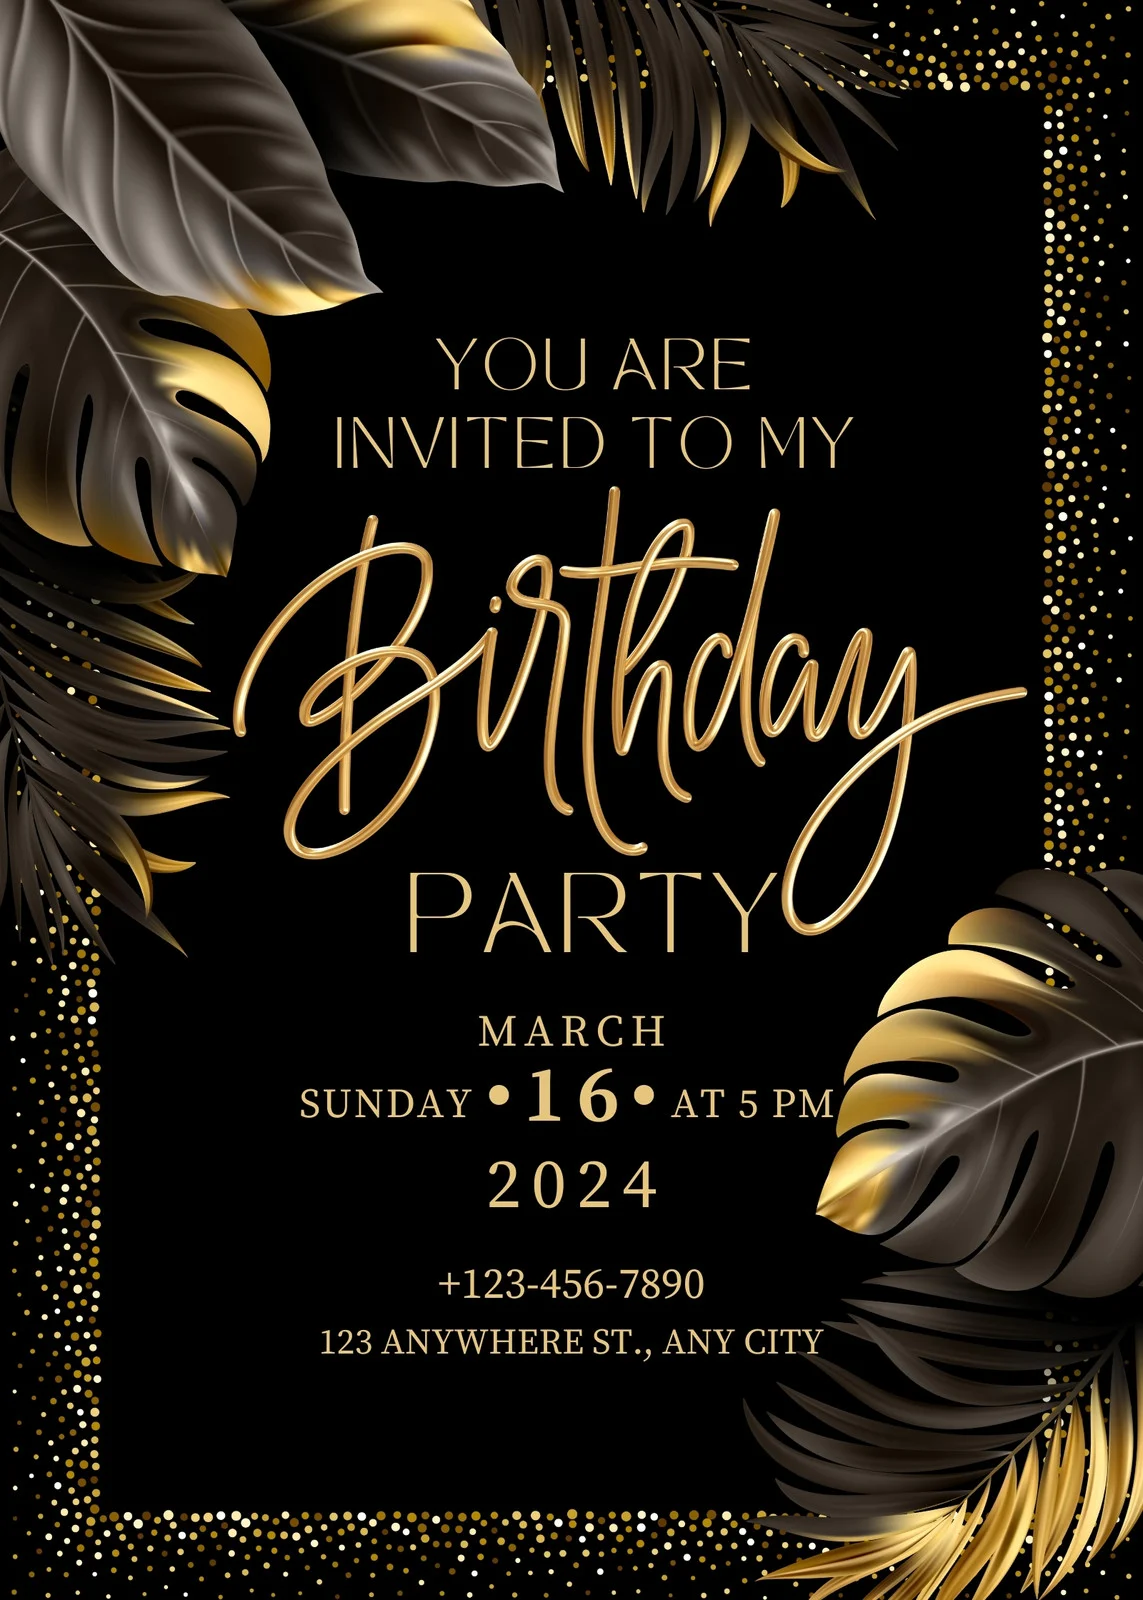 YOU ARE
INVITED TO MY
Birthday
PARTY
MARCH
SUNDAY •16• AT 5 PM
2024
+123-456-7890
123 ANYWHERE ST., ANY CITY